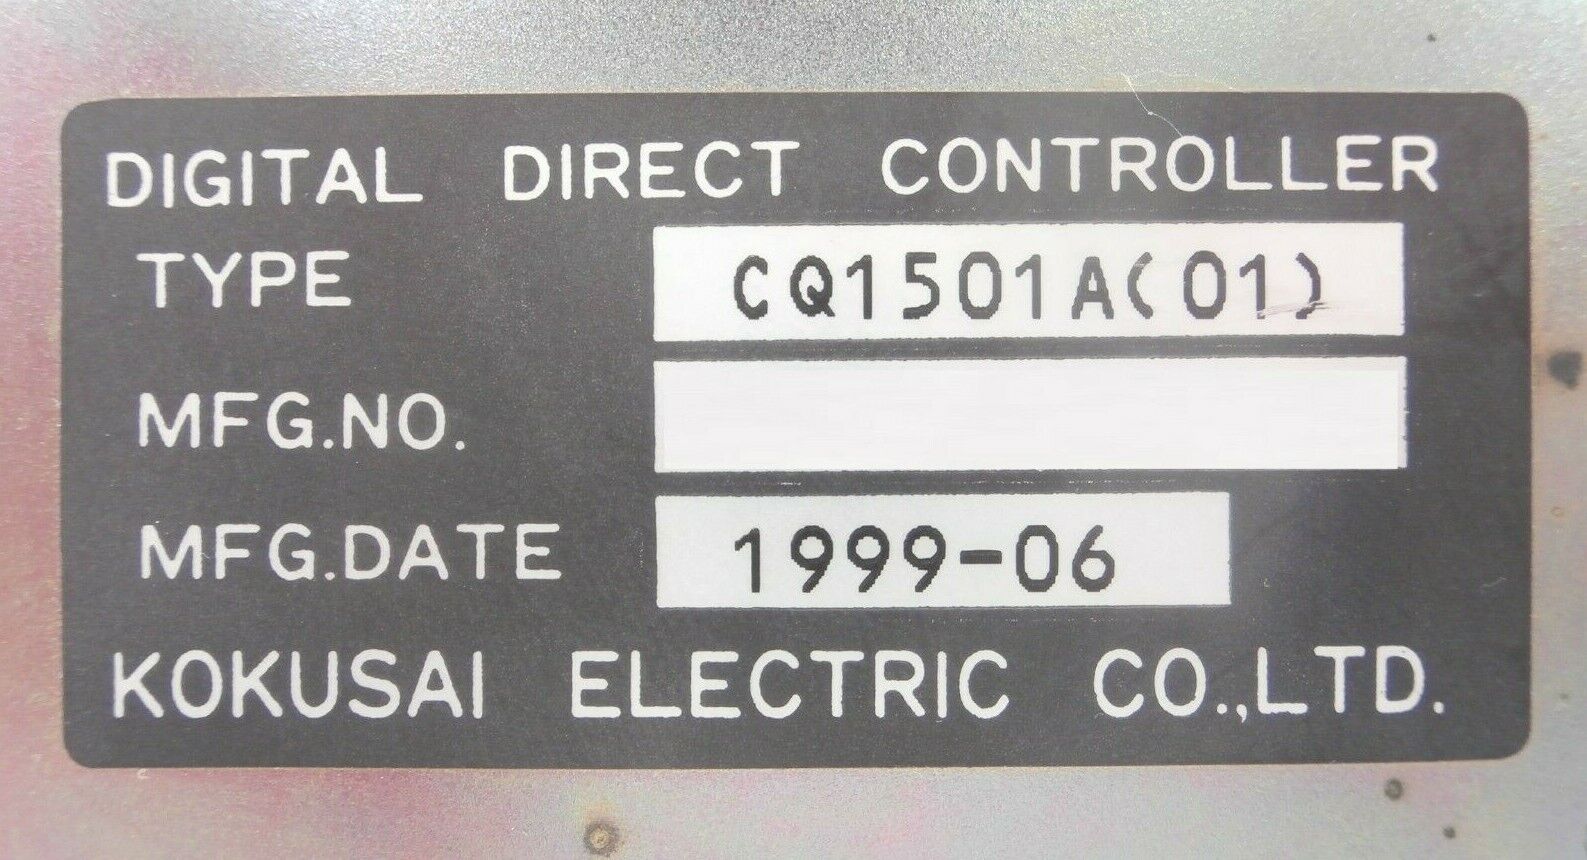 DIGITAL DIRECT CONTROLLER
TYPE CQ1501A(01)
MFG.NO.
MFG.DATE 1999-06
KOKUSAI ELECTRIC CO.,LTD.